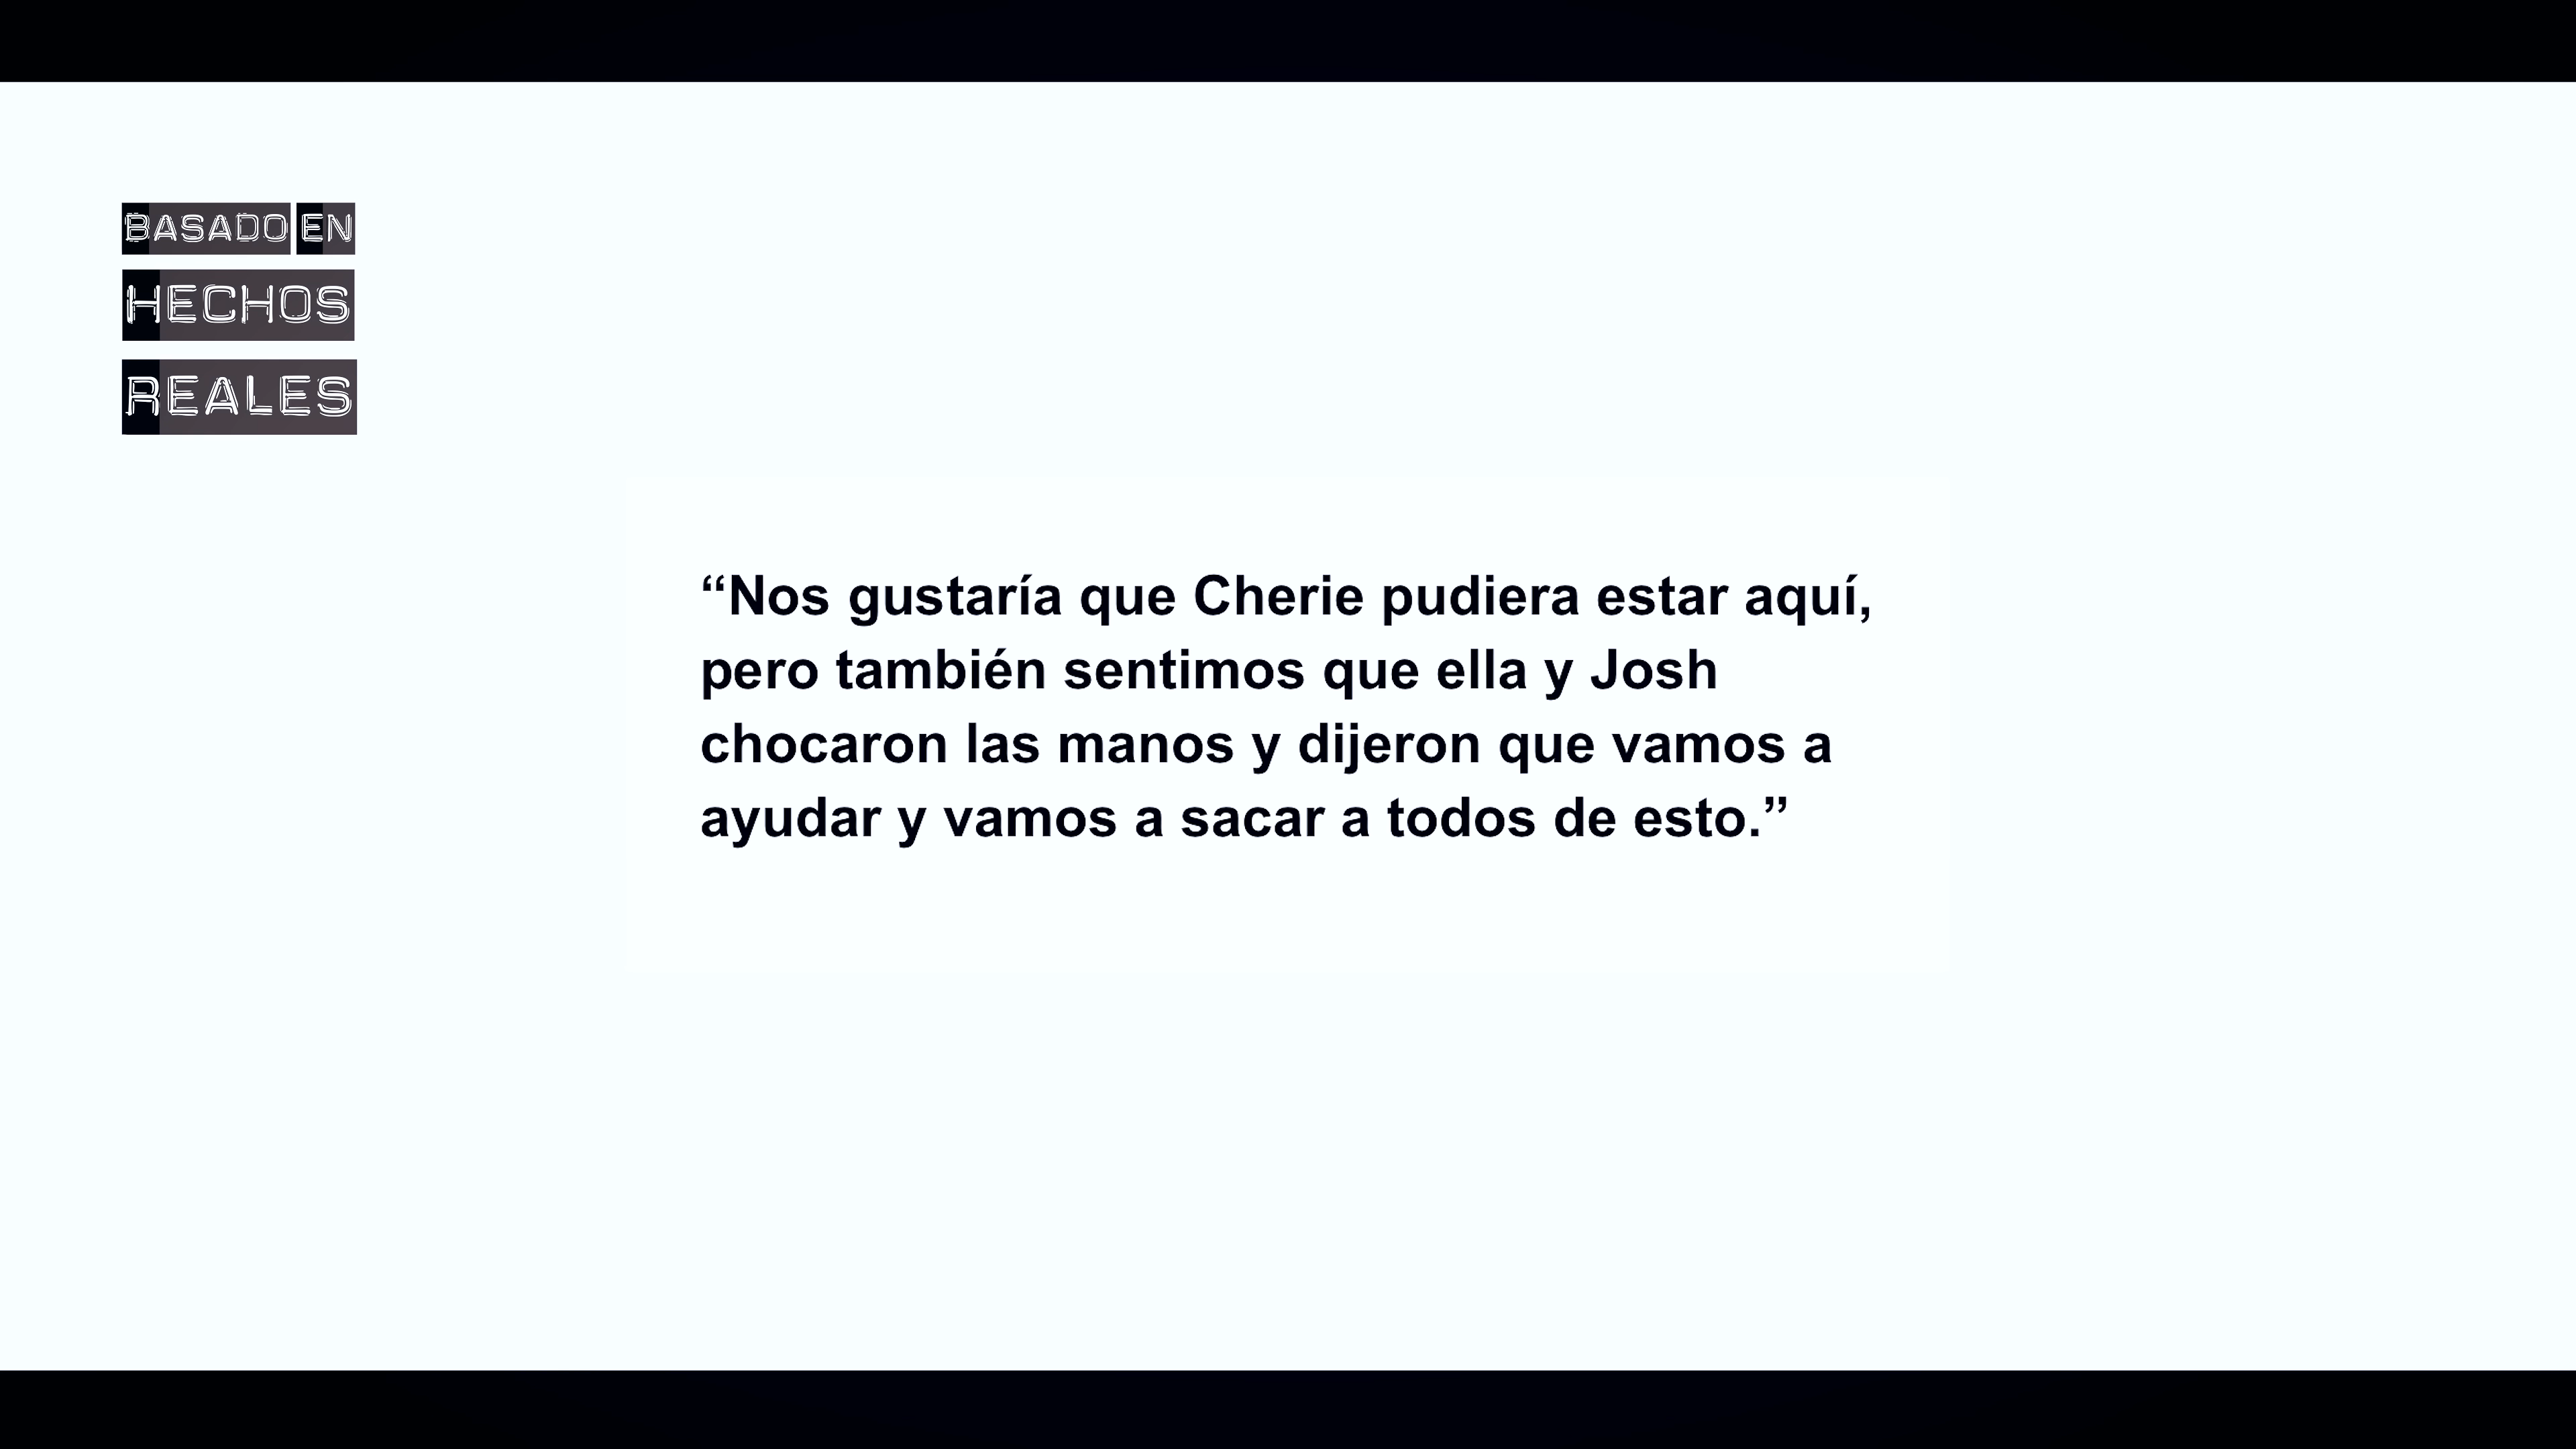 BASADO EN
HECHOS
REALES
“Nos gustaría que Cherie pudiera estar aquí,
pero también sentimos que ella y Josh
chocaron las manos y dijeron que vamos a
ayudar y vamos a sacar a todos de esto.”